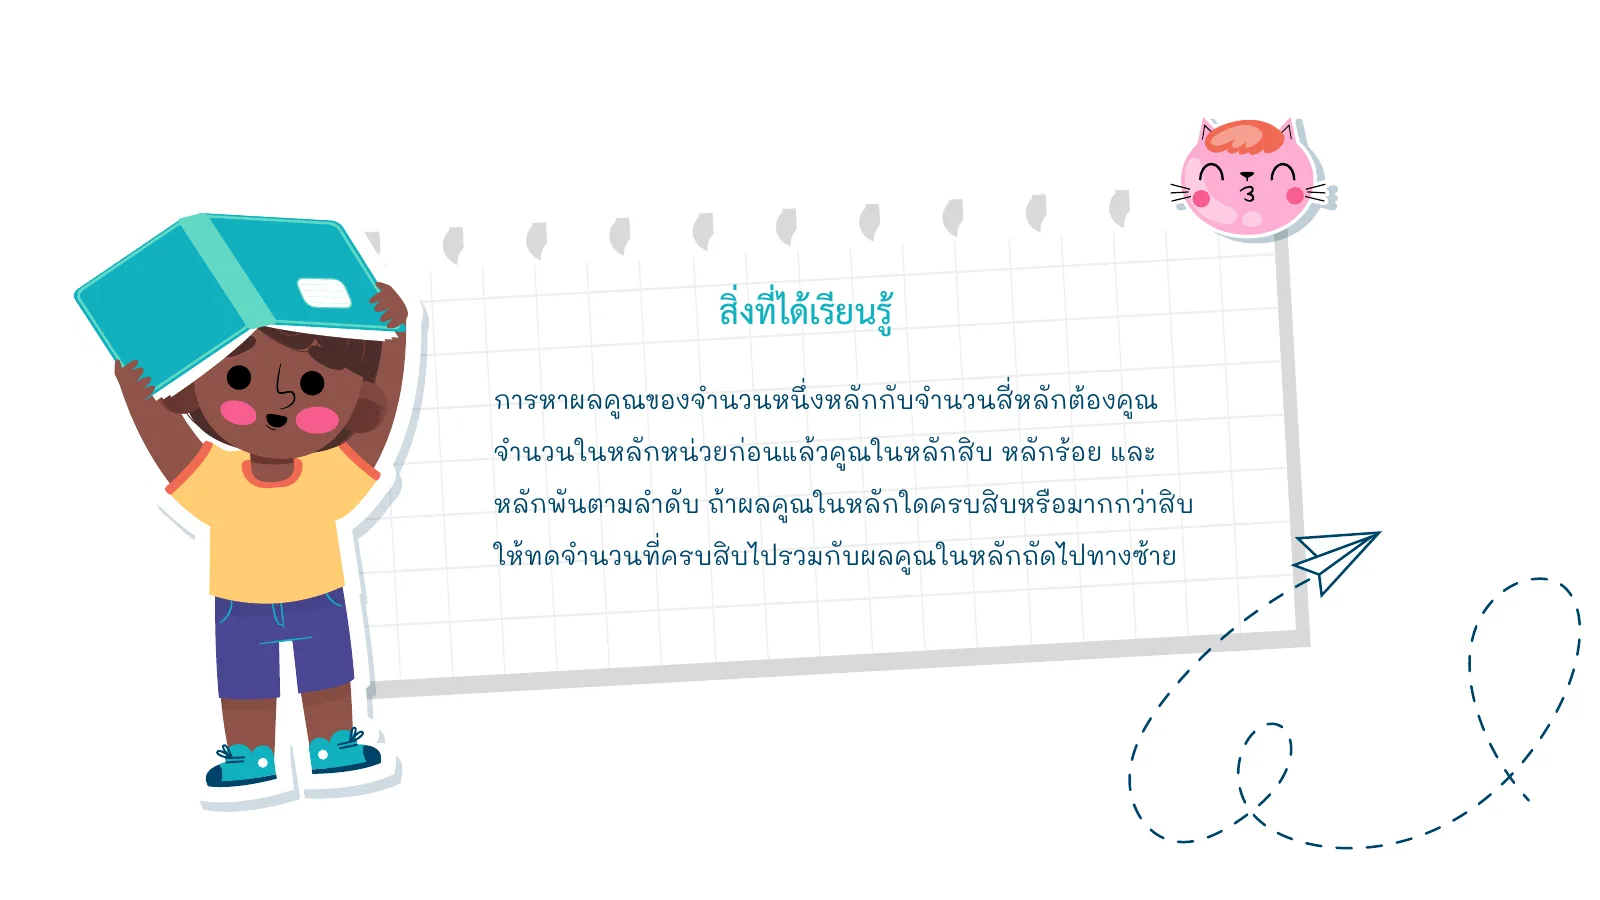 สิ่งที่ได้เรียนรู้
การหาผลคูณของจำนวนหนึ่งหลักกับจำนวนสี่หลักต้องคูณ
จำนวนในหลักหน่วยก่อนแล้วคูณในหลักสิบ หลักร้อย และ
หลักพันตามลำดับ ถ้าผลคูณในหลักใดครบสิบหรือมากกว่าสิบ
ให้ทดจำนวนที่ครบสิบไปรวมกับผลคูณในหลักถัดไปทางซ้าย